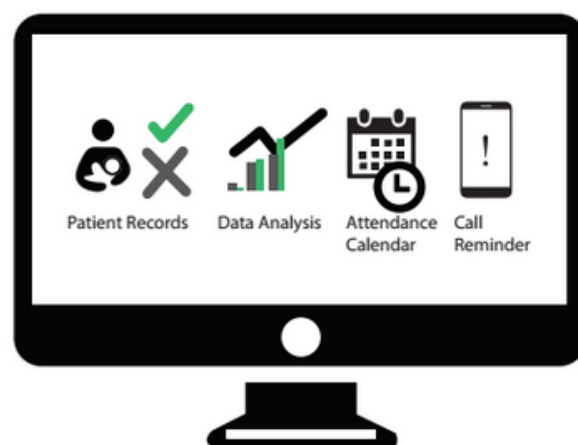 Patient Records
Data Analysis
Attendance
Calendar
Call
Reminder
!